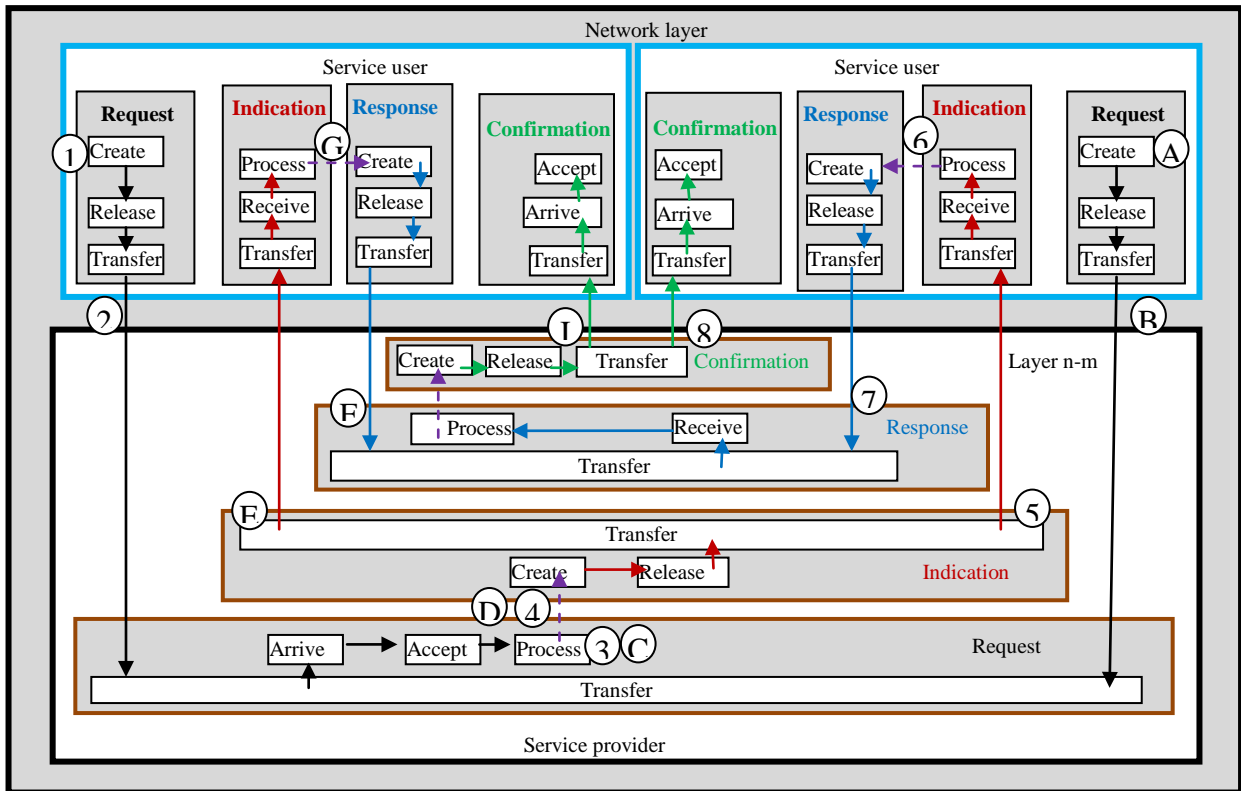 Network layer
Service user
Service user
Request
Indication
Response
Confirmation
Confirmation
Response
Indication
Request
1
Create
Release
Transfer
Process
Receive
Transfer
G
Create
Release
Transfer
Accept
Arrive
Transfer
Accept
Arrive
Transfer
Create
Release
Transfer
6
Process
Receive
Transfer
Create
A
Release
Transfer
2
B
8
Create
Release
Transfer
Confirmation
Layer n-m
7
Process
Receive
Response
Transfer
5
Transfer
Create
Release
Indication
D
4
Arrive
Accept
Process
3
C
Request
Transfer
Service provider